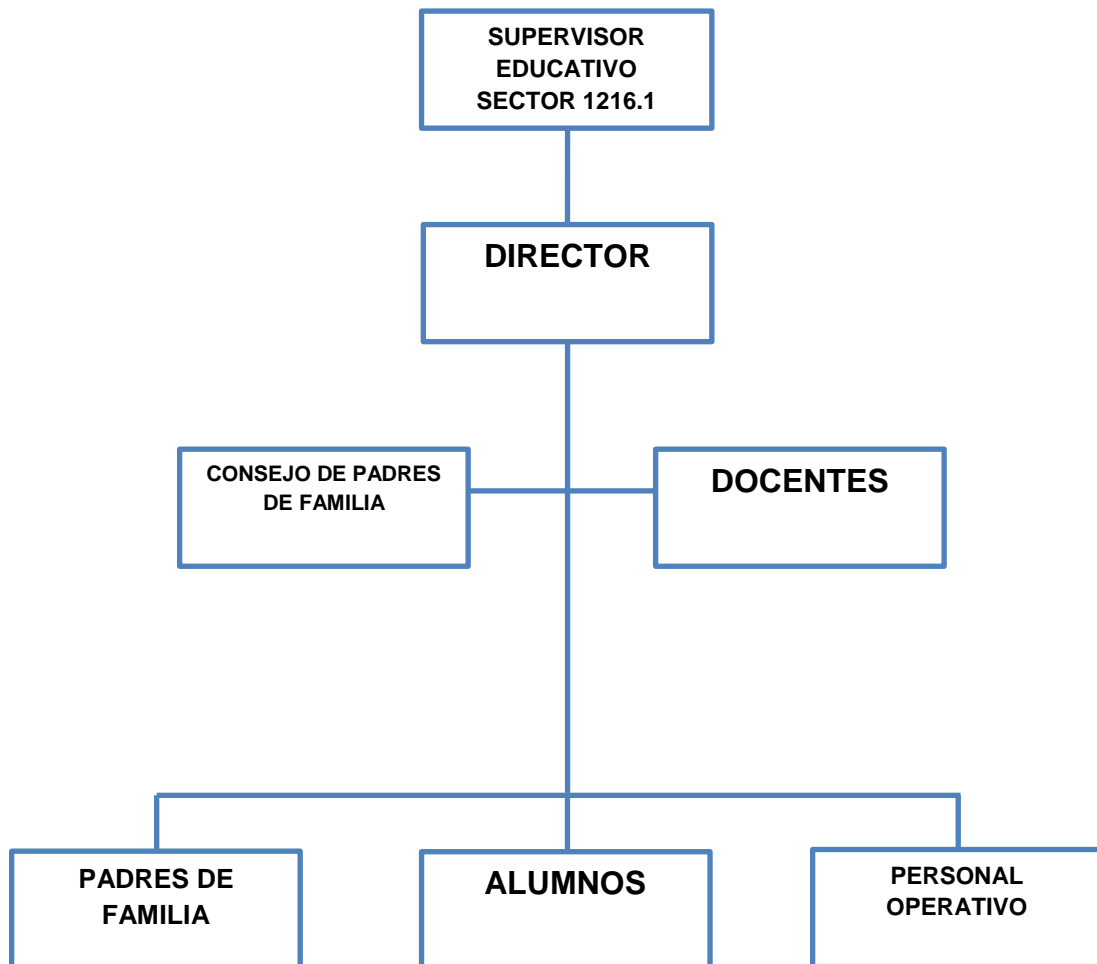 SUPERVISOR
EDUCATIVO
SECTOR 1216.1
DIRECTOR
CONSEJO DE PADRES
DE FAMILIA
DOCENTES
PADRES DE
FAMILIA
ALUMNOS
PERSONAL
OPERATIVO